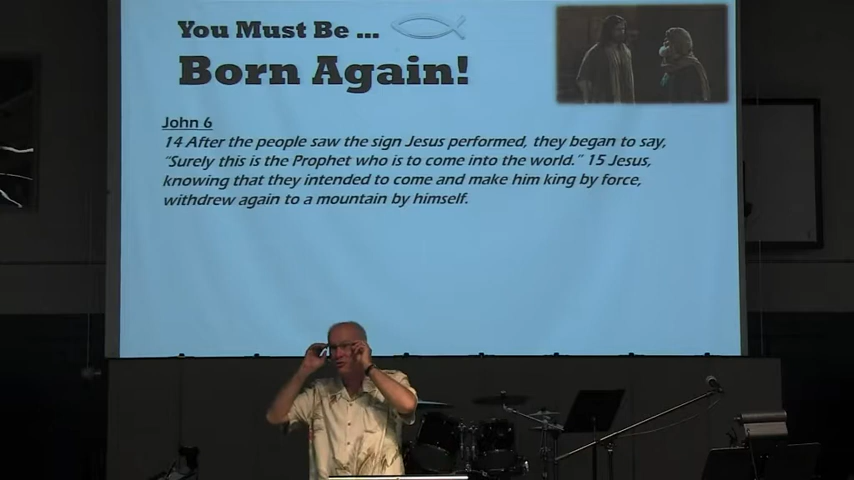 You Must Be ...
Born Again!
John 6
14 After the people saw the sign Jesus performed, they began to say,
“Surely this is the Prophet who is to come into the world.” 15 Jesus,
knowing that they intended to come and make him king by force,
withdrew again to a mountain by himself.